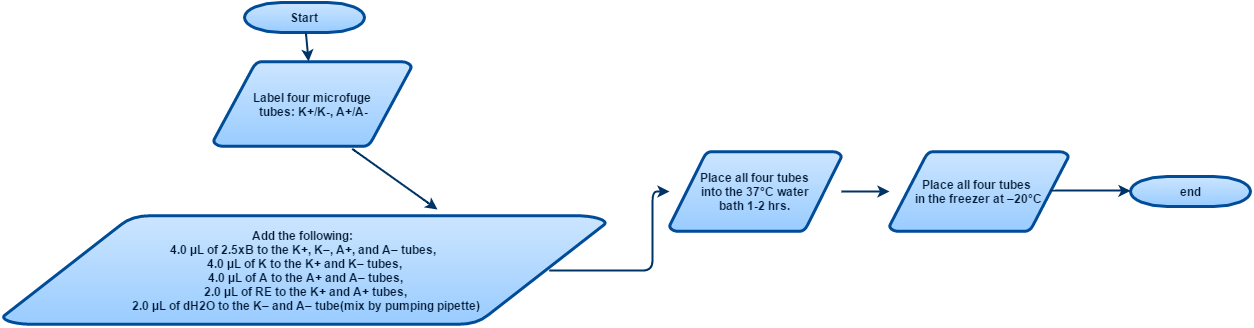 Start
Label four microfuge
tubes: K+/K-, A+/A-
Add the following:
4.0 μL of 2.5xB to the K+, K–, A+, and A– tubes,
4.0 μL of K to the K+ and K– tubes,
4.0 μL of A to the A+ and A– tubes,
2.0 μL of RE to the K+ and A+ tubes,
2.0 μL of dH2O to the K– and A– tube(mix by pumping pipette)
Place all four tubes
into the 37°C water
bath 1-2 hrs.
Place all four tubes
in the freezer at –20°C
end